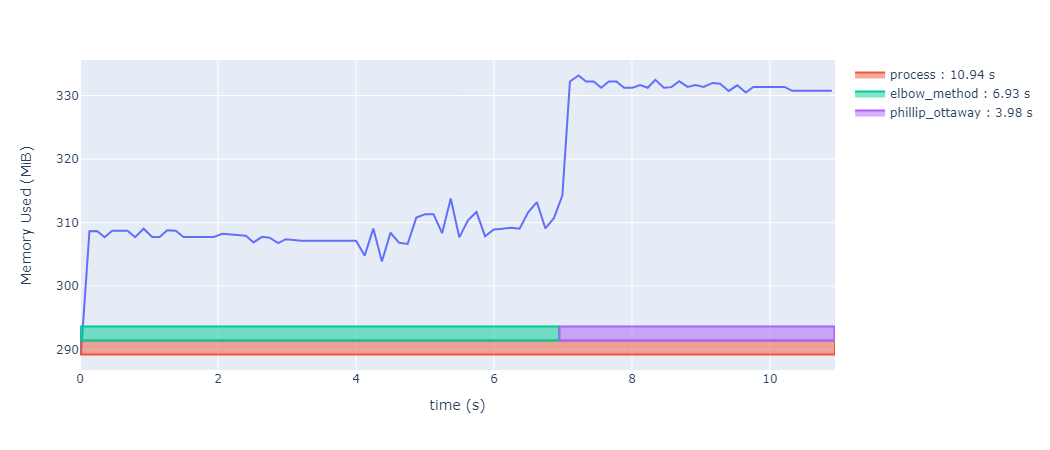 Memory Used (MiB)
330
320
310
300
290
0 2 4 6 8 10
time (s)
process : 10.94 s
elbow_method : 6.93 s
phillip_ottaway : 3.98 s